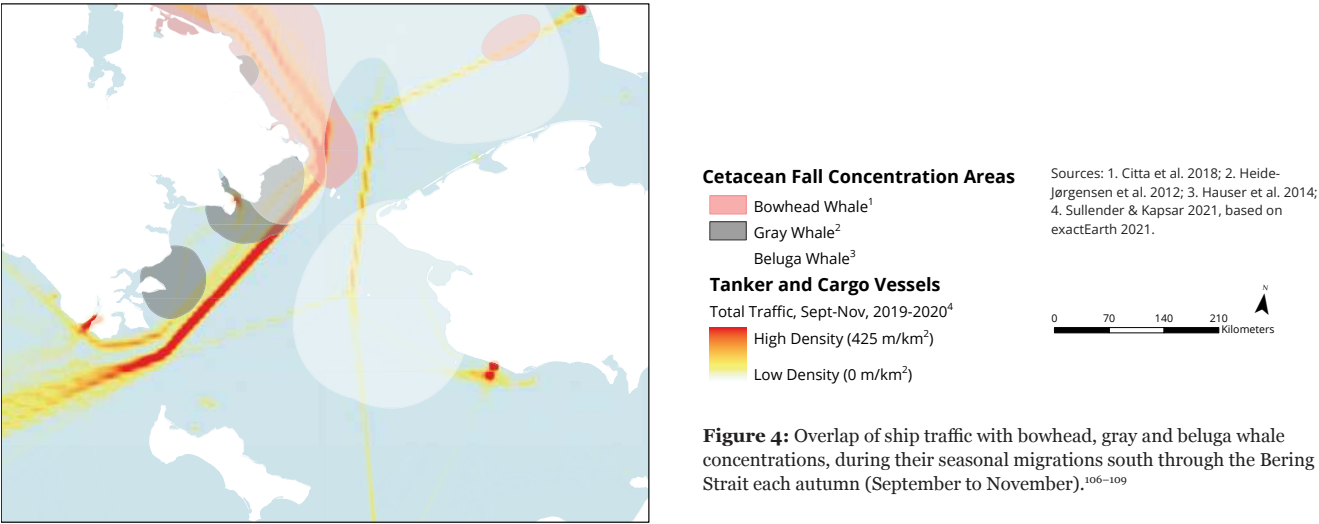 Cetacean Fall Concentration Areas
Bowhead Whale1
Gray Whale2
Beluga Whale3
Tanker and Cargo Vessels
Total Traffic, Sept-Nov, 2019-20204
High Density (425 m/km2)
Low Density (0 m/km2)
Sources: 1. Citta et al. 2018; 2. Heide-
Jørgensen et al. 2012; 3. Hauser et al. 2014;
4. Sullender & Kapsar 2021, based on
exactEarth 2021.
N
0 70 140 210
Kilometers
Figure 4: Overlap of ship traffic with bowhead, gray and beluga whale
concentrations, during their seasonal migrations south through the Bering
Strait each autumn (September to November).106–109